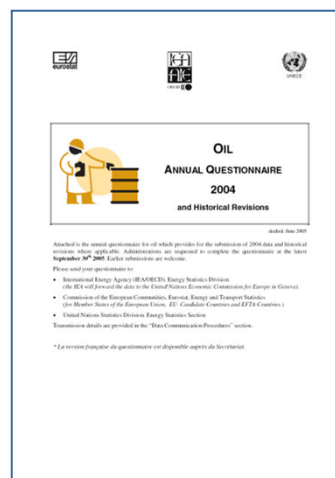 eurostat
IEA
AIE
OECD
UNECE
OIL
ANNUAL QUESTIONNAIRE
2004
and Historical Revisions
dated: June 2005
Attached is the annual questionnaire for oil which provides for the submission of 2004 data and historical
revisions where applicable. Administrations are requested to complete the questionnaire at the latest
September 30th 2005. Earlier submissions are welcome.
Please send your questionnaire to:
• International Energy Agency (IEA/OECD), Energy Statistics Division
(the IEA will forward the data to the United Nations Economic Commission for Europe in Geneva).
• Commission of the European Communities, Eurostat, Energy and Transport Statistics
(for Member States of the European Union, EU Candidate Countries and EFTA Countries)
• United Nations Statistics Division, Energy Statistics Section
Transmission details are provided in the "Data Communication Procedures" section.
* La version française du questionnaire est disponible auprès du Secrétariat.